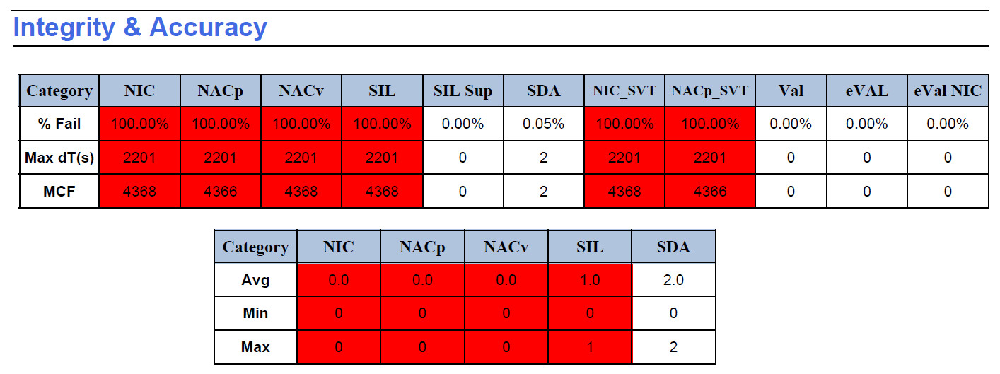 Integrity & Accuracy
Category NIC NACp NACv SIL SIL Sup SDA NIC_SVT NACp_SVT Val eVAL eVal NIC
% Fail 100.00% 100.00% 100.00% 100.00% 0.00% 0.05% 100.00% 100.00% 0.00% 0.00% 0.00%
Max dT(s) 2201 2201 2201 2201 0 2 2201 2201 0 0 0
MCF 4368 4366 4368 4368 0 2 4368 4366 0 0 0
Category NIC NACp NACv SIL SDA
Avg 0.0 0.0 0.0 1.0 2.0
Min 0 0 0 0 0
Max 0 0 0 1 2